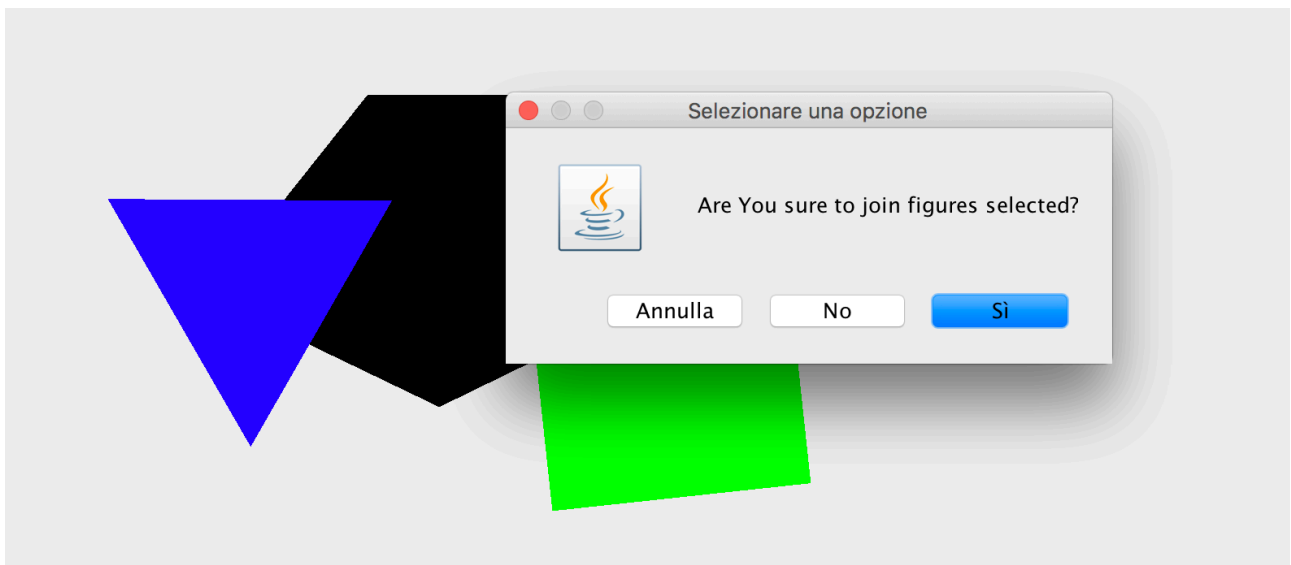 Selezionare una opzione
Are You sure to join figures selected?
Annulla No Sì